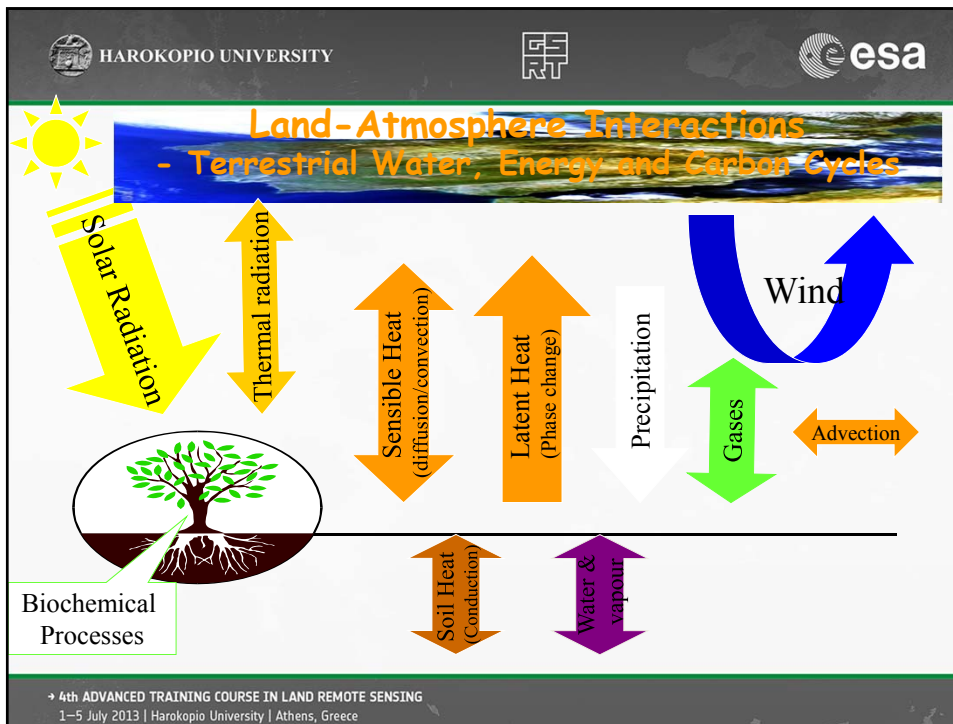 HAROKOPIO UNIVERSITY
GSRT
esa
Land-Atmosphere Interactions
- Terrestrial Water, Energy and Carbon Cycles
Solar Radiation
Thermal radiation
Sensible Heat
(diffusion/convection)
Latent Heat
(Phase change)
Precipitation
Wind
Gases
Advection
Biochemical
Processes
Soil Heat
(Conduction)
Water &
vapour
→ 4th ADVANCED TRAINING COURSE IN LAND REMOTE SENSING
1–5 July 2013 | Harokopio University | Athens, Greece